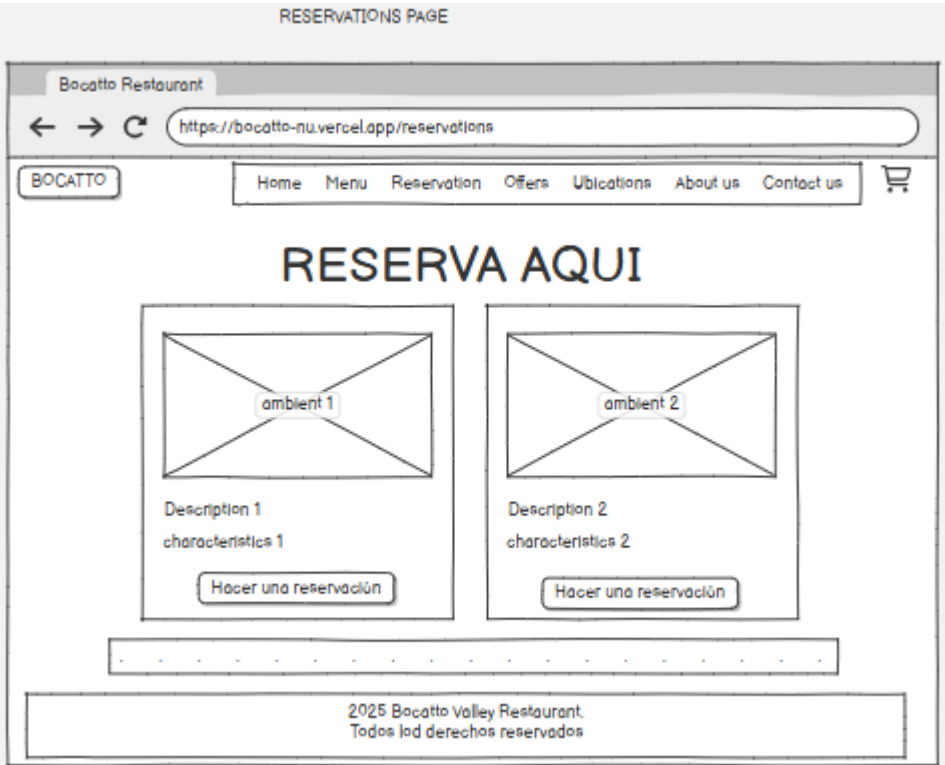 RESERVATIONS PAGE
Bocatto Restaurant
https://bocatto-nu.vercel.app/reservations
BOCATTO Home Menu Reservation Offers Ubications About us Contact us
RESERVA AQUI
ambient 1 ambient 2
Description 1 Description 2
characteristics 1 characteristics 2
Hacer una reservación Hacer una reservación
2025 Bocatto Valley Restaurant.
Todos lod derechos reservados